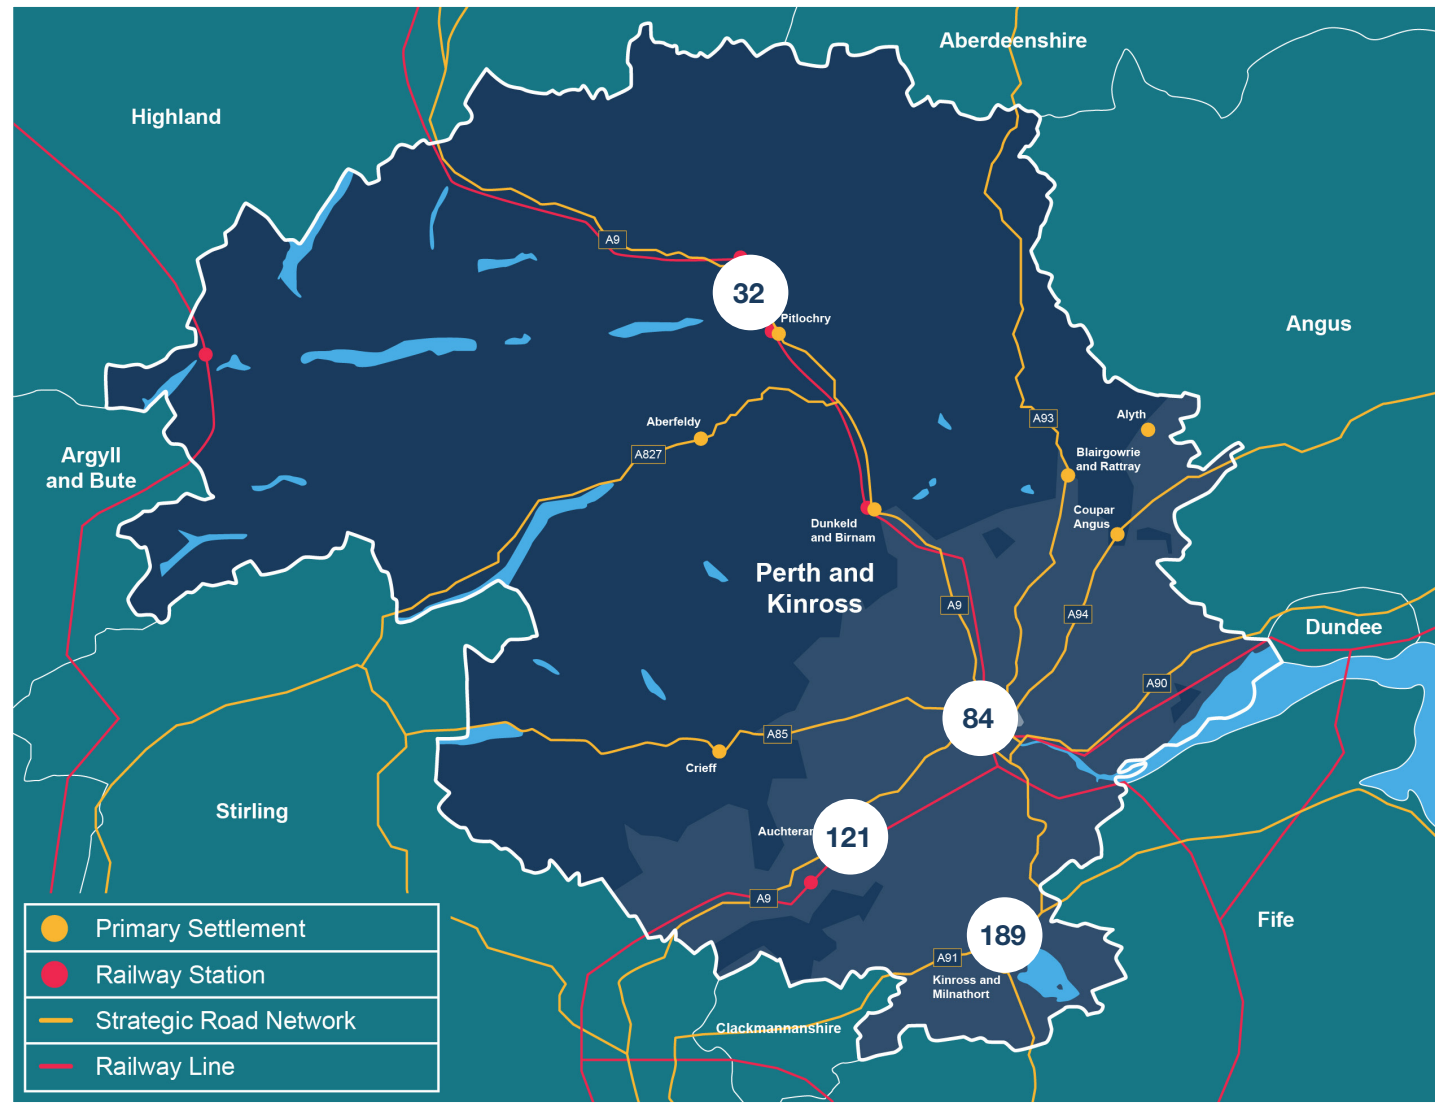 Aberdeenshire
Highland
A9
32
Pitlochry
Angus
A93
Alyth
Aberfeldy
A827
Blairgowrie
and Rattray
Argyll
and Bute
Coupar
Angus
Dunkeld
and Birnam
Perth and
Kinross
A9
A94
Dundee
A90
84
A85
Crieff
Stirling
121
A9
189
Fife
A91
Kinross and
Milnathort
Clackmannanshire
Primary Settlement
Railway Station
Strategic Road Network
Railway Line